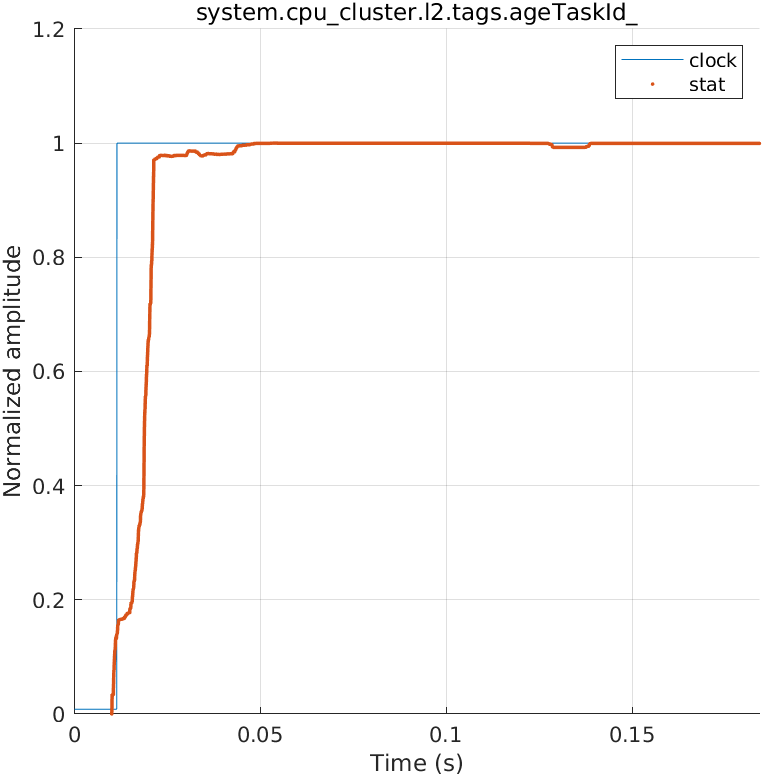 system.cpu_cluster.l2.tags.ageTaskId_
1.2
clock
stat
1
0.8
Normalized amplitude
0.6
0.4
0.2
0
0
0.05
0.1
0.15
Time (s)